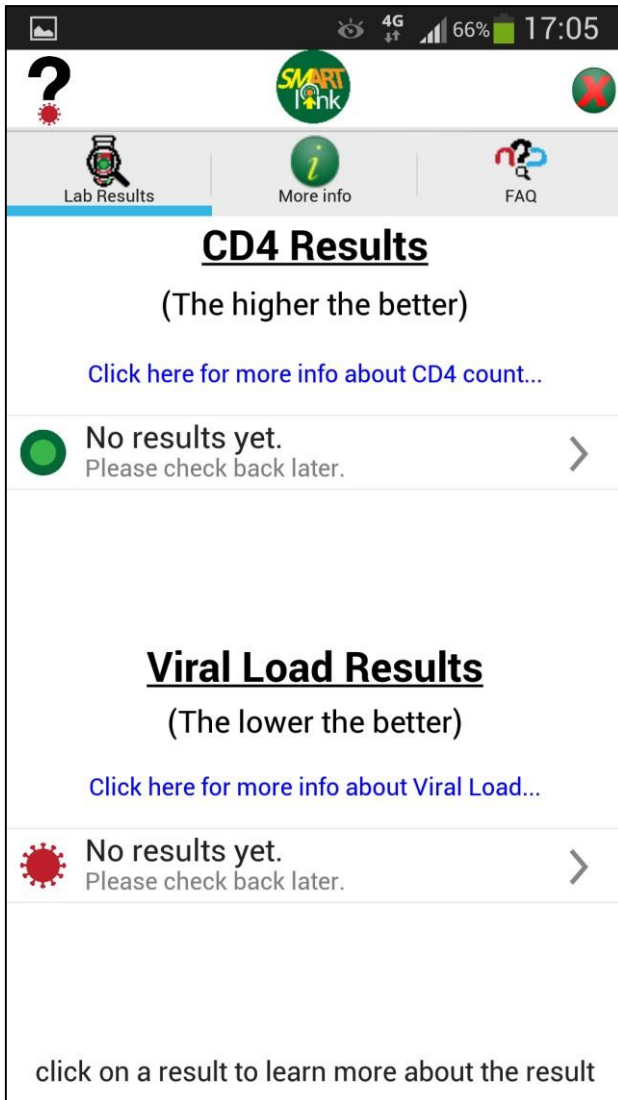 4G 66% 17:05
SMART
link
Lab Results More info FAQ
CD4 Results
(The higher the better)
Click here for more info about CD4 count...
No results yet.
Please check back later.
Viral Load Results
(The lower the better)
Click here for more info about Viral Load...
No results yet.
Please check back later.
click on a result to learn more about the result